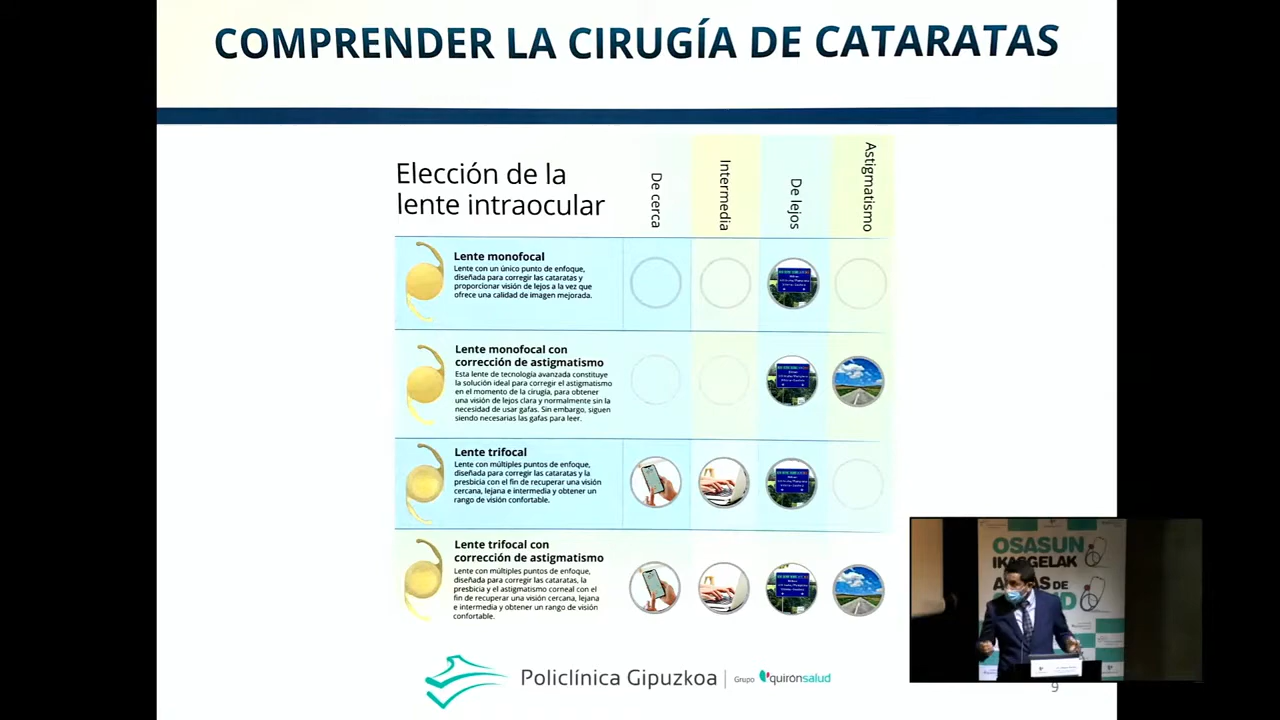 COMPRENDER LA CIRUGÍA DE CATARATAS
Elección de la
lente intraocular
De cerca
Intermedia
De lejos
Astigmatismo
Lente monofocal
Lente con un único punto de enfoque,
diseñada para corregir las cataratas y
proporcionar visión de lejos a la vez que
ofrece una calidad de imagen mejorada.
Lente monofocal con
corrección de astigmatismo
Esta lente de tecnología avanzada constituye
la solución ideal para corregir el astigmatismo
en el momento de la cirugía, para obtener
una visión de lejos clara y normalmente sin la
necesidad de usar gafas. Sin embargo, siguen
siendo necesarias las gafas para leer.
Lente trifocal
Lente con múltiples puntos de enfoque,
diseñada para corregir las cataratas y la
presbicia con el fin de recuperar una visión
cercana, lejana e intermedia y obtener un
rango de visión confortable.
Lente trifocal con
corrección de astigmatismo
Lente con múltiples puntos de enfoque,
diseñada para corregir las cataratas, la
presbicia y el astigmatismo corneal con el
fin de recuperar una visión cercana, lejana
e intermedia y obtener un rango de visión
confortable.
Policlínica Gipuzkoa
Grupo
quirónsalud
9
OSASUN
DE